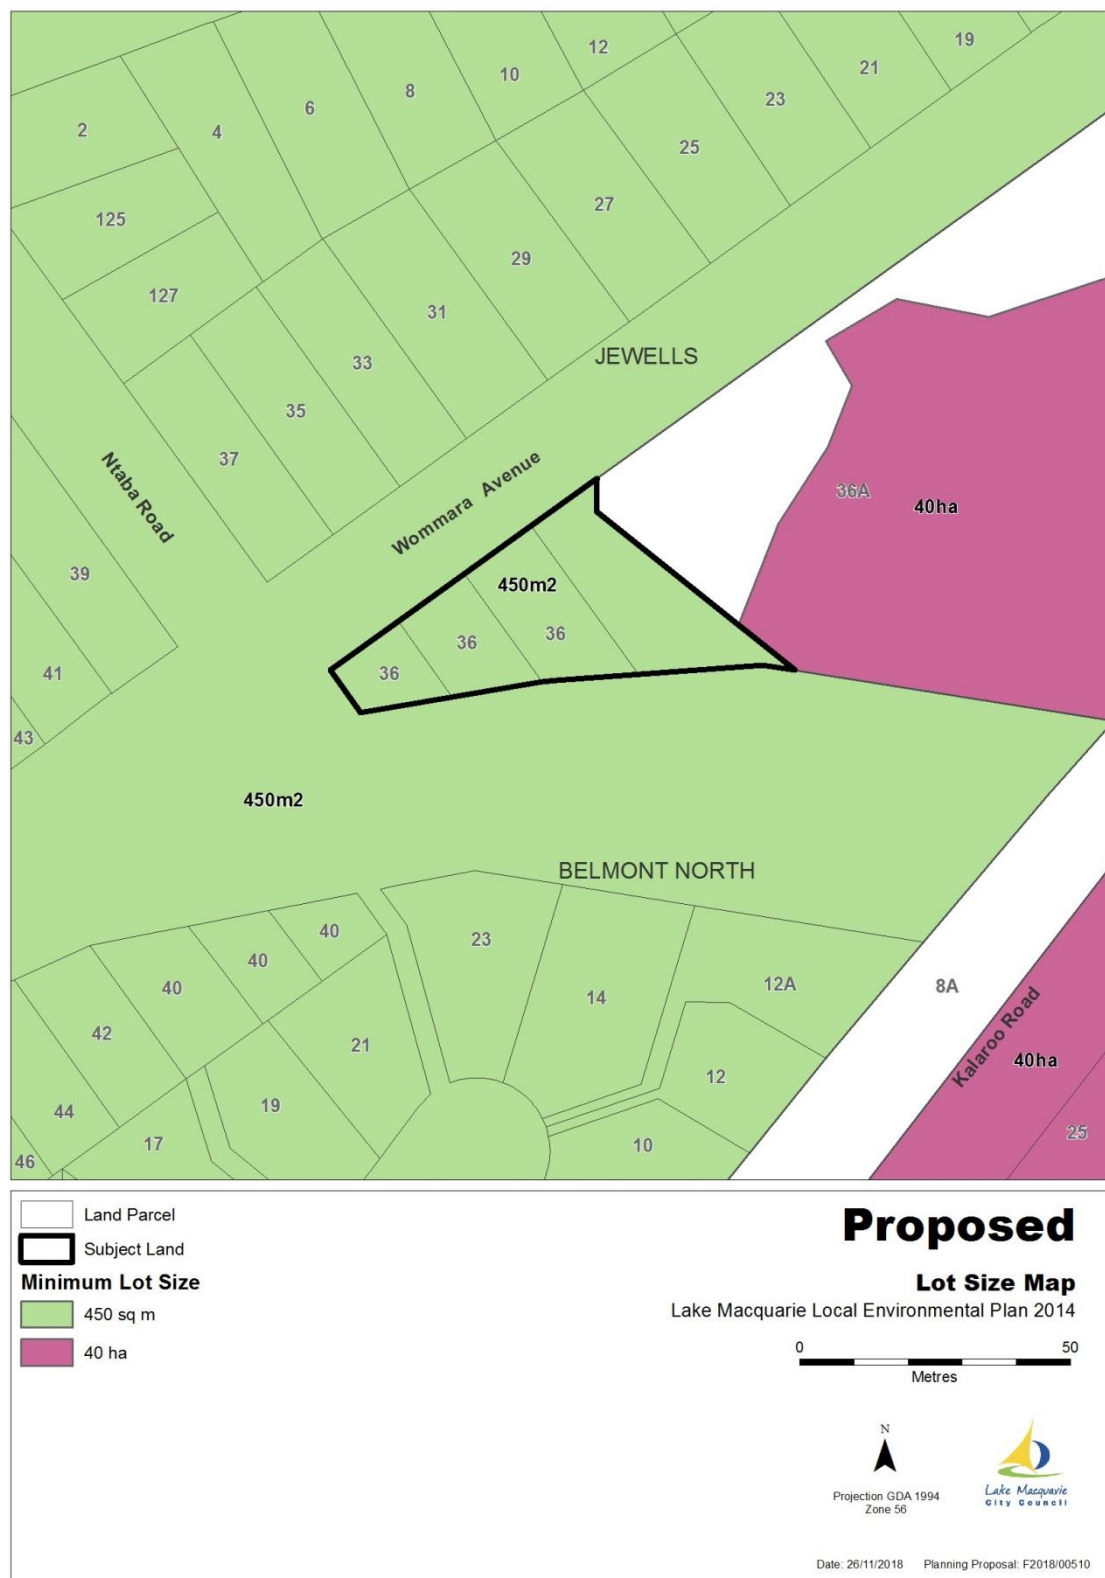 12
19
10
21
8
6
23
2
4
25
27
125
29
127
31
JEWELLS
33
35
37
Ntaba Road
Wommara Avenue
36A
40ha
39
450m2
36
36
36
41
43
450m2
BELMONT NORTH
40
23
40
40
14
12A
8A
42
Kalaroo Road
40ha
21
12
19
44
25
17
10
46
Land Parcel
Subject Land
Minimum Lot Size
450 sq m
40 ha
Proposed
Lot Size Map
Lake Macquarie Local Environmental Plan 2014
0 50
Metres
N
Projection GDA 1994
Zone 56
Lake Macquarie
City Council
Date: 26/11/2018 Planning Proposal: F2018/00510